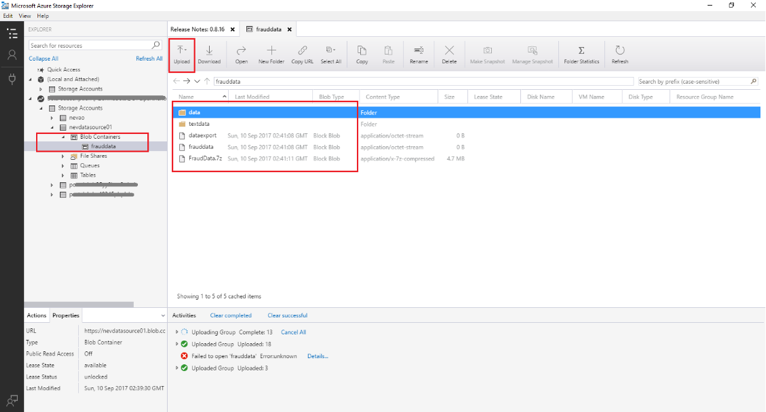 Microsoft Azure Storage Explorer
Edit View Help
EXPLORER
Search for resources
Collapse All Refresh All
Quick Access
(Local and Attached)
Storage Accounts
Storage Accounts
nevao
nevdatasource01
Blob Containers
frauddata
File Shares
Queues
Tables
Release Notes: 0.8.16 frauddata
Upload Download Open New Folder Copy URL Select All Copy Paste Rename Delete Make Snapshot Manage Snapshot Folder Statistics Refresh
frauddata Search by prefix (case-sensitive)
Name Last Modified Blob Type Content Type Size Lease State Disk Name VM Name Disk Type Resource Group Name
data Folder
testdata Folder
dataexport Sun, 10 Sep 2017 02:41:08 GMT Block Blob application/octet-stream 0 B
frauddata Sun, 10 Sep 2017 02:41:09 GMT Block Blob application/octet-stream 0 B
FraudData.7z Sun, 10 Sep 2017 02:41:11 GMT Block Blob application/x-7z-compressed 4.7 MB
Showing 1 to 5 of 5 cached items
Actions Properties
URL https://nevdatasource01.blob.cc
Type Blob Container
Public Read Access Off
Lease State available
Lease Status unlocked
Last Modified Sun, 10 Sep 2017 02:39:30 GMT
Activities Clear completed Clear successful
Uploading Group Complete: 13 Cancel All
Uploaded Group Uploaded: 18
Failed to open 'frauddata' Error:unknown Details...
Uploaded Group Uploaded: 3